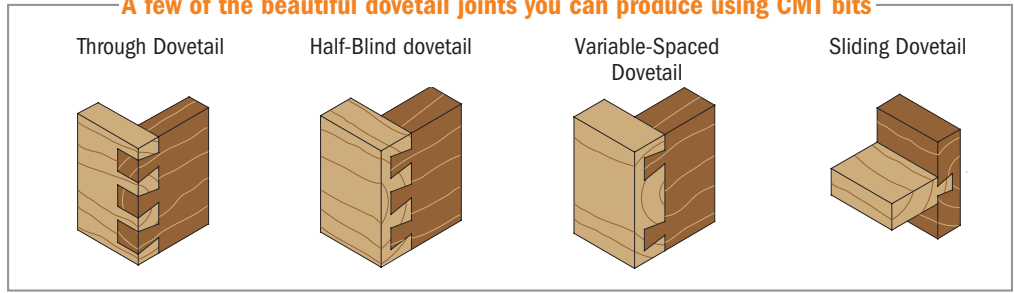 A few of the beautiful dovetail joints you can produce using CMT bits
Through Dovetail
Half-Blind dovetail
Variable-Spaced
Dovetail
Sliding Dovetail